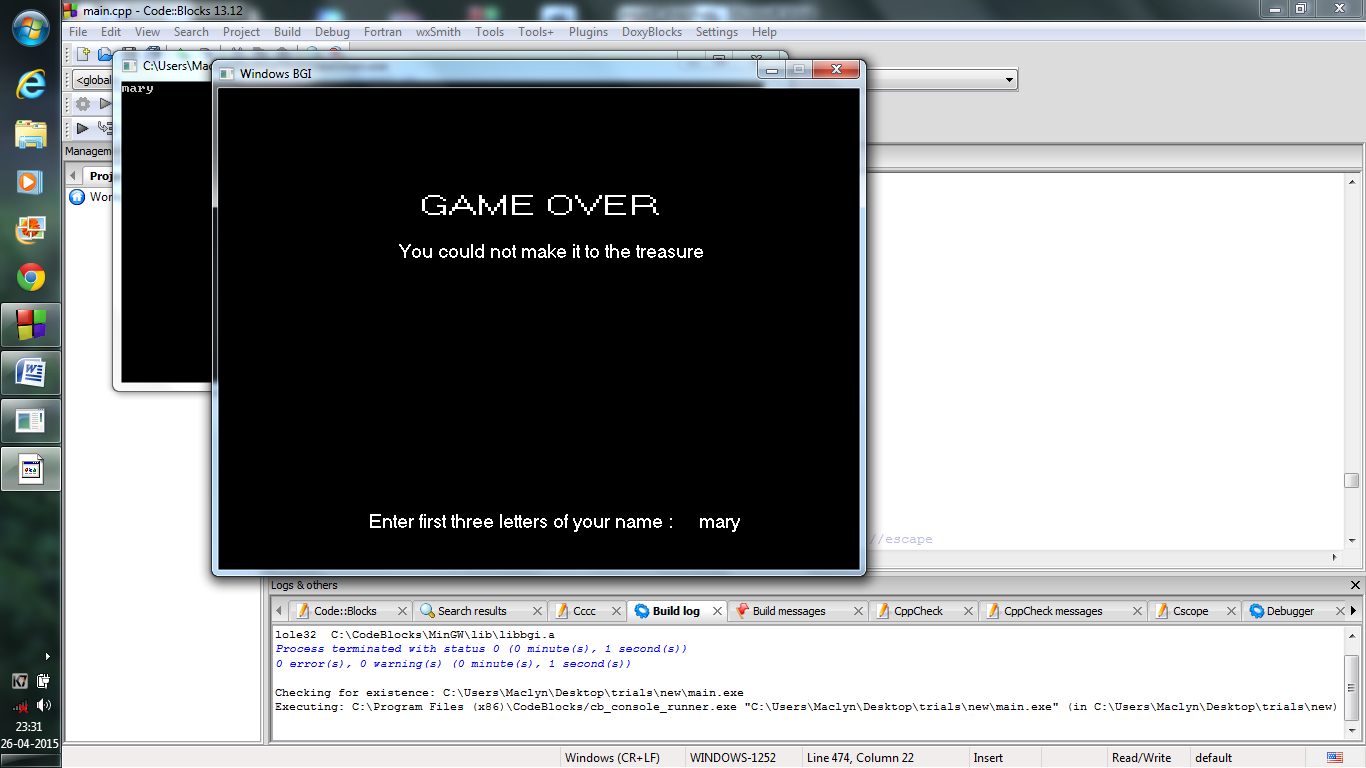 main.cpp - Code::Blocks 13.12
File Edit View Search Project Build Debug Fortran wxSmith Tools Tools+ Plugins DoxyBlocks Settings Help
C:\Users\Mac
Windows BGI
<global
mary
Managem
Proj
Wor
GAME OVER
You could not make it to the treasure
Enter first three letters of your name : mary
//escape
Logs & others
Code::Blocks Search results Cccc Build log Build messages CppCheck CppCheck messages Cscope Debugger
lole32 C:\CodeBlocks\MinGW\lib\libbgi.a
Process terminated with status 0 (0 minute(s), 1 second(s))
0 error(s), 0 warning(s) (0 minute(s), 1 second(s))
Checking for existence: C:\Users\Maclyn\Desktop\trials\new\main.exe
Executing: C:\Program Files (x86)\CodeBlocks/cb_console_runner.exe "C:\Users\Maclyn\Desktop\trials\new\main.exe" (in C:\Users\Maclyn\Desktop\trials\new)
23:31
26-04-2015
Windows (CR+LF) WINDOWS-1252 Line 474, Column 22 Insert Read/Write default